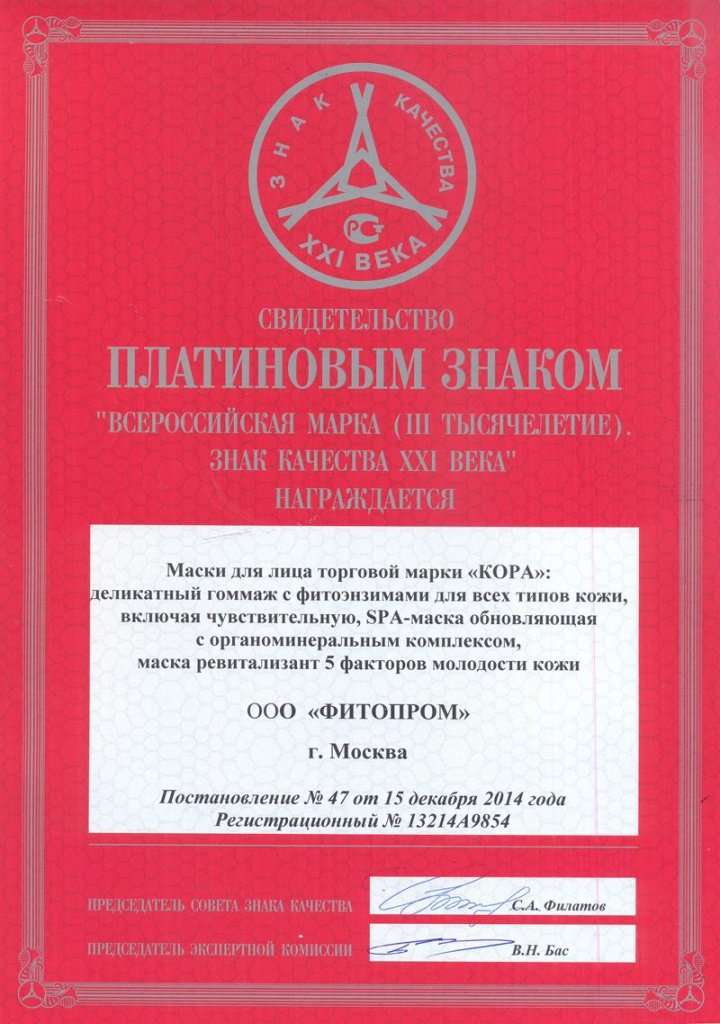 ЗНАК КАЧЕСТВА
XXI ВЕКА
РСТ
СВИДЕТЕЛЬСТВО
ПЛАТИНОВЫМ ЗНАКОМ
"ВСЕРОССИЙСКАЯ МАРКА (III ТЫСЯЧЕЛЕТИЕ).
ЗНАК КАЧЕСТВА XXI ВЕКА"
НАГРАЖДАЕТСЯ
Маски для лица торговой марки «КОРА»:
деликатный гоммаж с фитоэнзимами для всех типов кожи,
включая чувствительную, SPA-маска обновляющая
с органоминеральным комплексом,
маска ревитализант 5 факторов молодости кожи
ООО «ФИТОПРОМ»
г. Москва
Постановление № 47 от 15 декабря 2014 года
Регистрационный № 13214А9854
ПРЕДСЕДАТЕЛЬ СОВЕТА ЗНАКА КАЧЕСТВА С.А. Филатов
ПРЕДСЕДАТЕЛЬ ЭКСПЕРТНОЙ КОМИССИИ В.Н. Бас